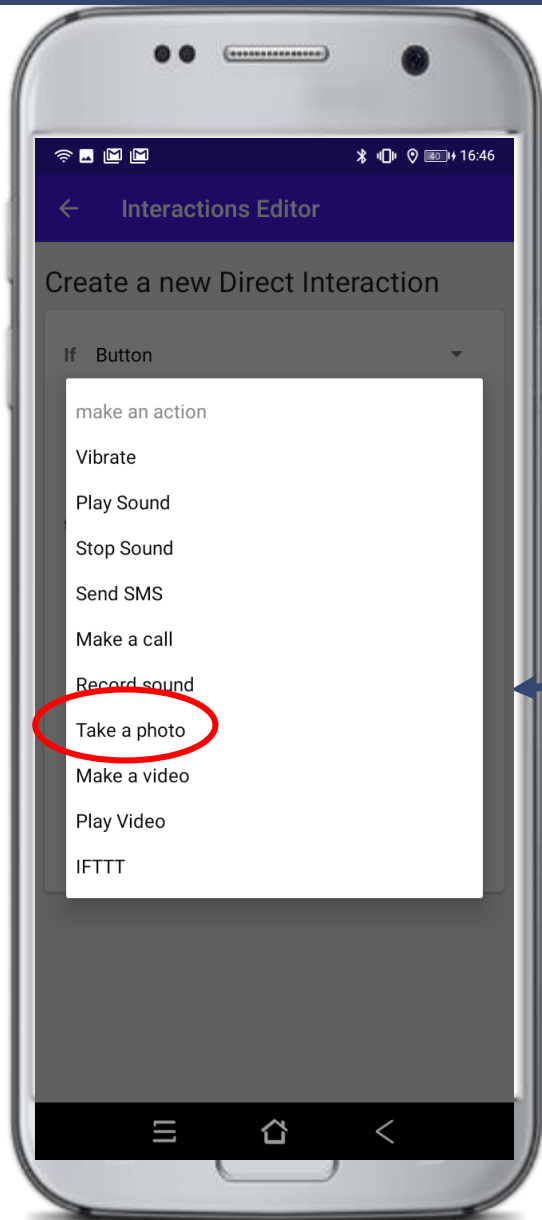 40 16:46
Interactions Editor
Create a new Direct Interaction
If Button
make an action
Vibrate
Play Sound
Stop Sound
Send SMS
Make a call
Record sound
Take a photo
Make a video
Play Video
IFTTT